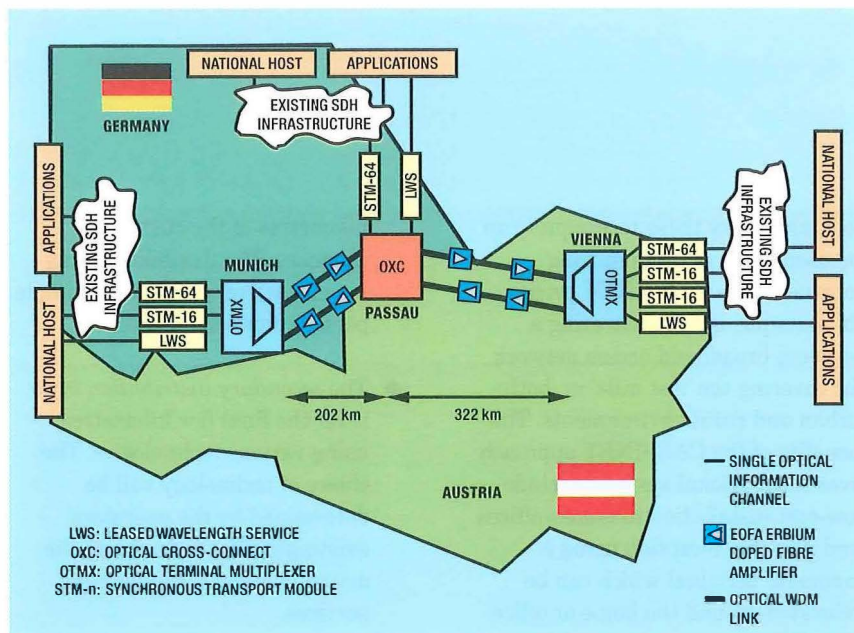 NATIONAL HOST
APPLICATIONS
GERMANY
EXISTING SDH
INFRASTRUCTURE
APPLICATIONS
NATIONAL HOST
EXISTING SDH
INFRASTRUCTURE
STM-64
LWS
MUNICH
STM-64
STM-16
LWS
OTMX
OXC
PASSAU
VIENNA
OTMX
STM-64
STM-16
STM-16
LWS
EXISTING SDH
INFRASTRUCTURE
NATIONAL HOST
APPLICATIONS
202 km
322 km
AUSTRIA
LWS: LEASED WAVELENGTH SERVICE
OXC: OPTICAL CROSS-CONNECT
OTMX: OPTICAL TERMINAL MULTIPLEXER
STM-n: SYNCHRONOUS TRANSPORT MODULE
SINGLE OPTICAL
INFORMATION
CHANNEL
EOFA ERBIUM
DOPED FIBRE
AMPLIFIER
OPTICAL WDM
LINK